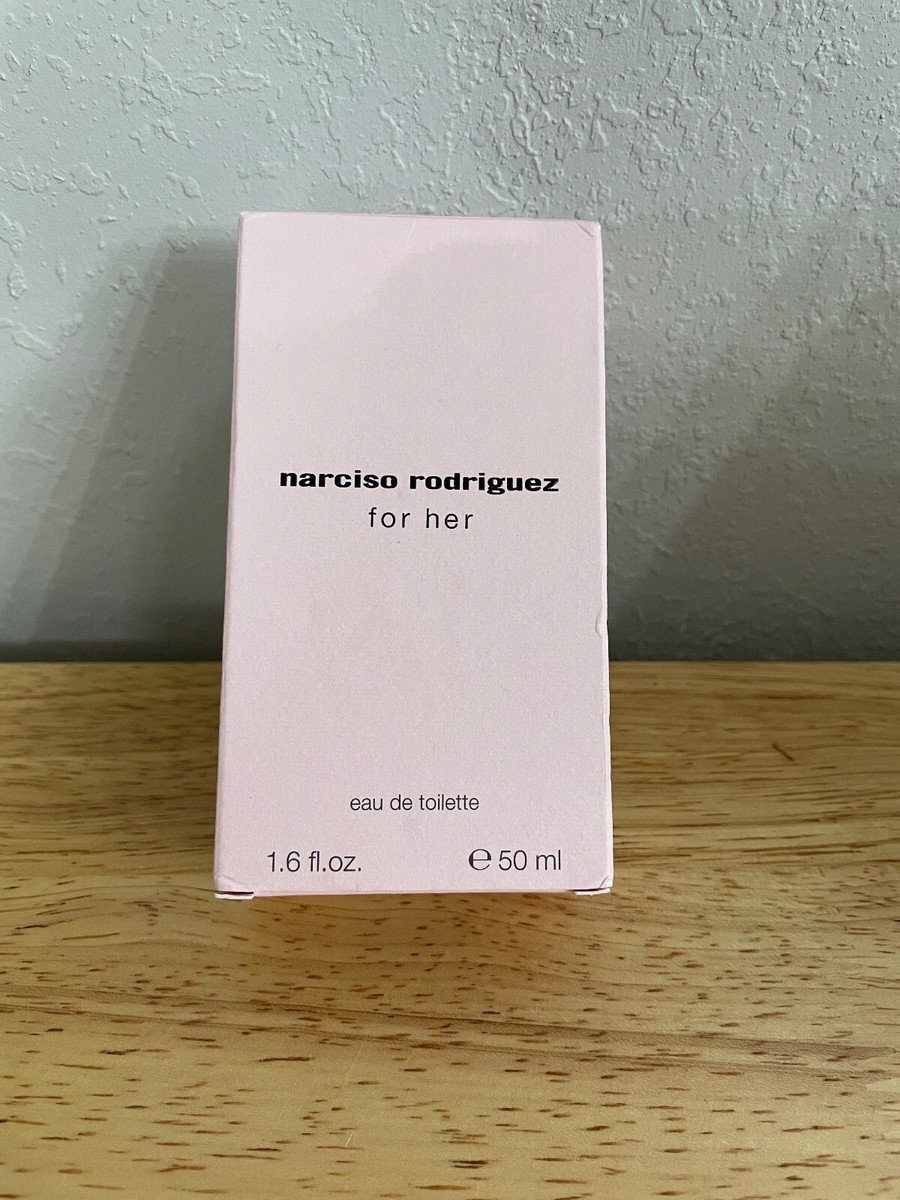 narciso rodriguez
for her
eau de toilette
1.6 fl.oz. ℮ 50 ml